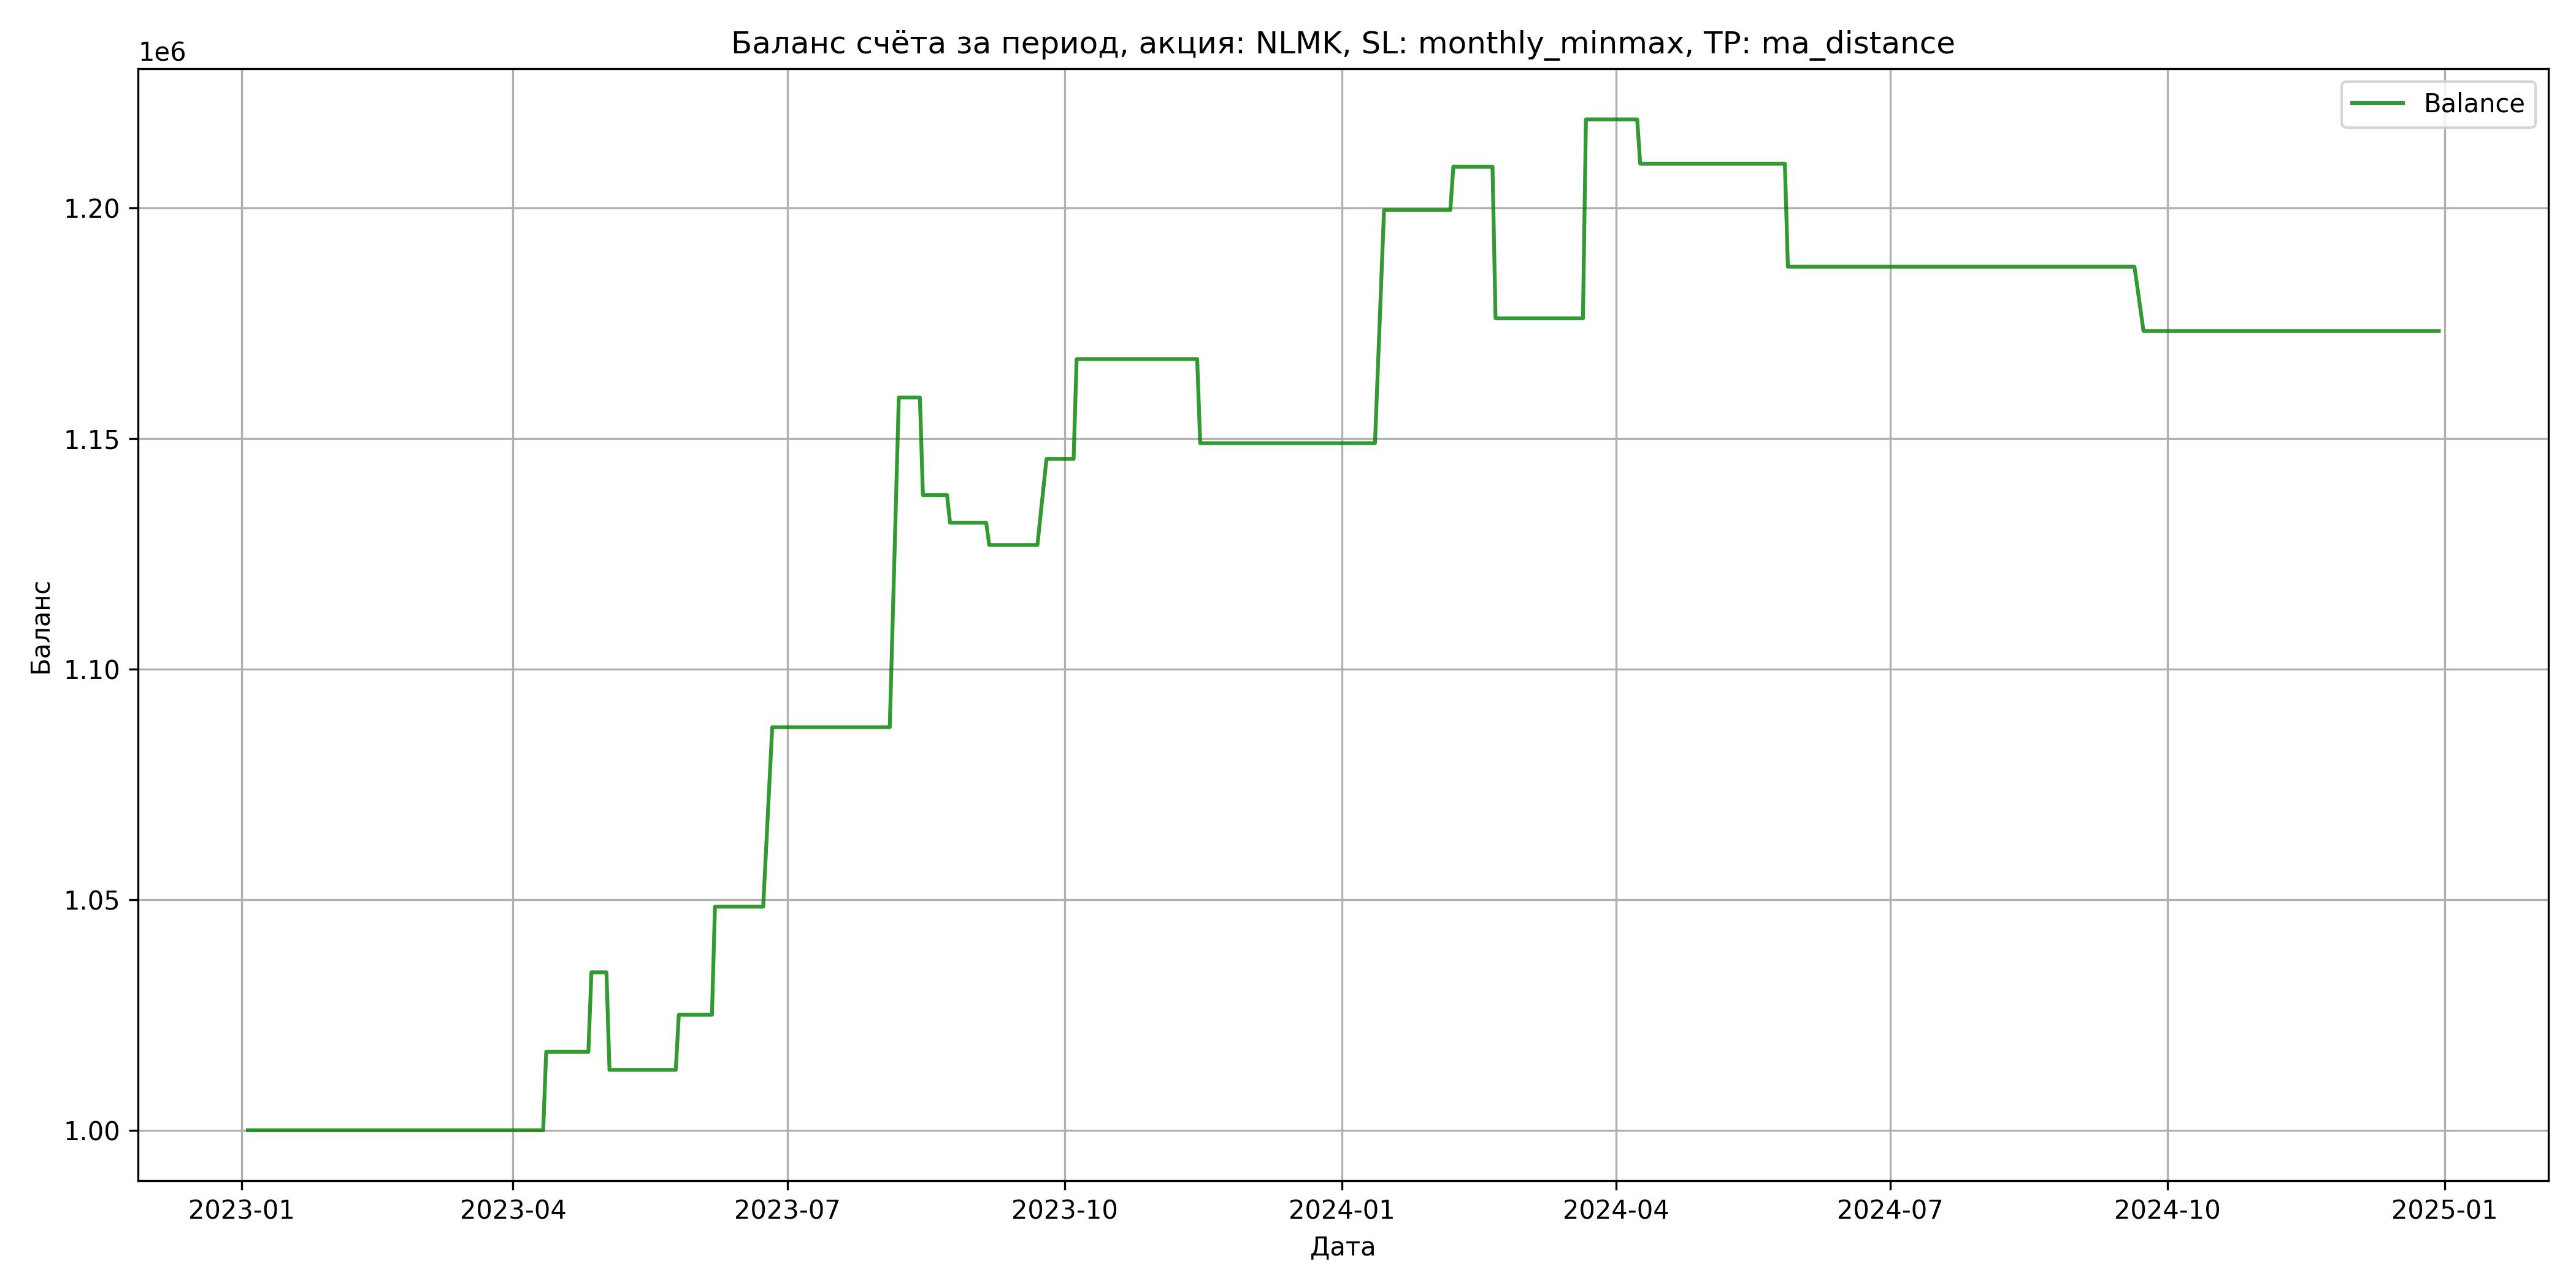 Баланс счёта за период, акция: NLMK, SL: monthly_minmax, TP: ma_distance
1e6
Balance
1.20
1.15
1.10
1.05
1.00
Баланс
2023-01 2023-04 2023-07 2023-10 2024-01 2024-04 2024-07 2024-10 2025-01
Дата